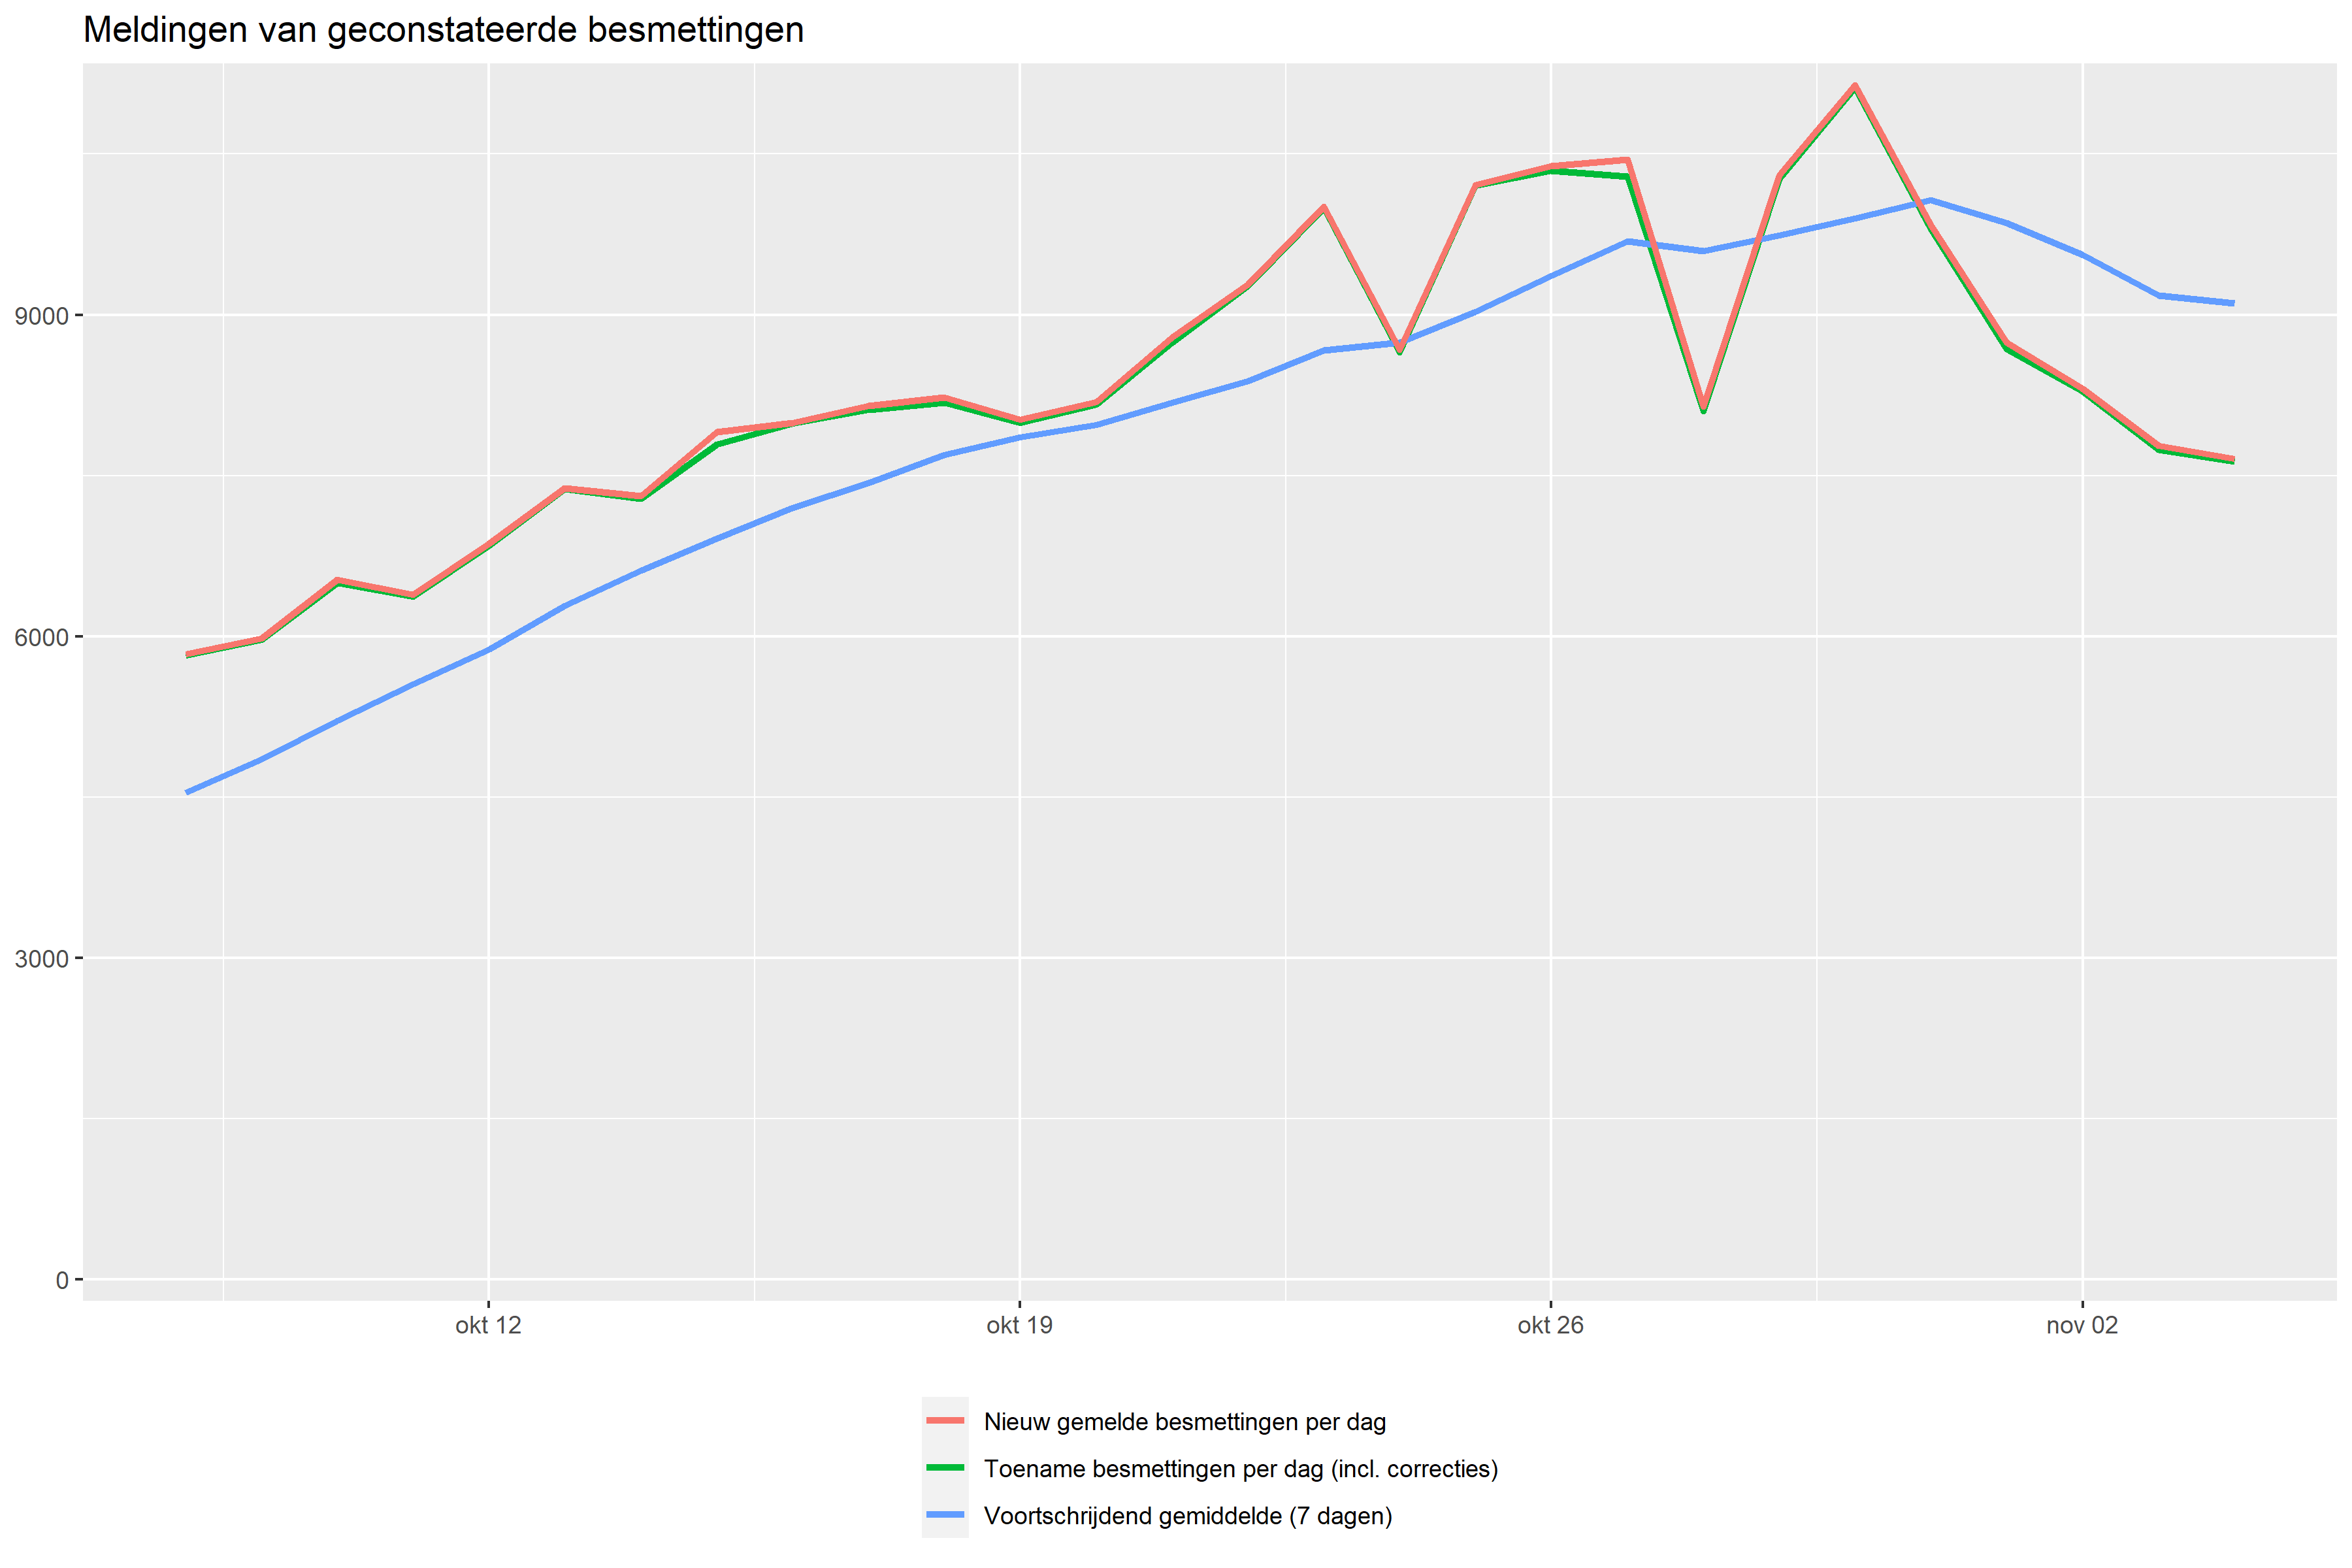 Meldingen van geconstateerde besmettingen
9000
6000
3000
0
okt 12 okt 19 okt 26 nov 02
Nieuw gemelde besmettingen per dag
Toename besmettingen per dag (incl. correcties)
Voortschrijdend gemiddelde (7 dagen)